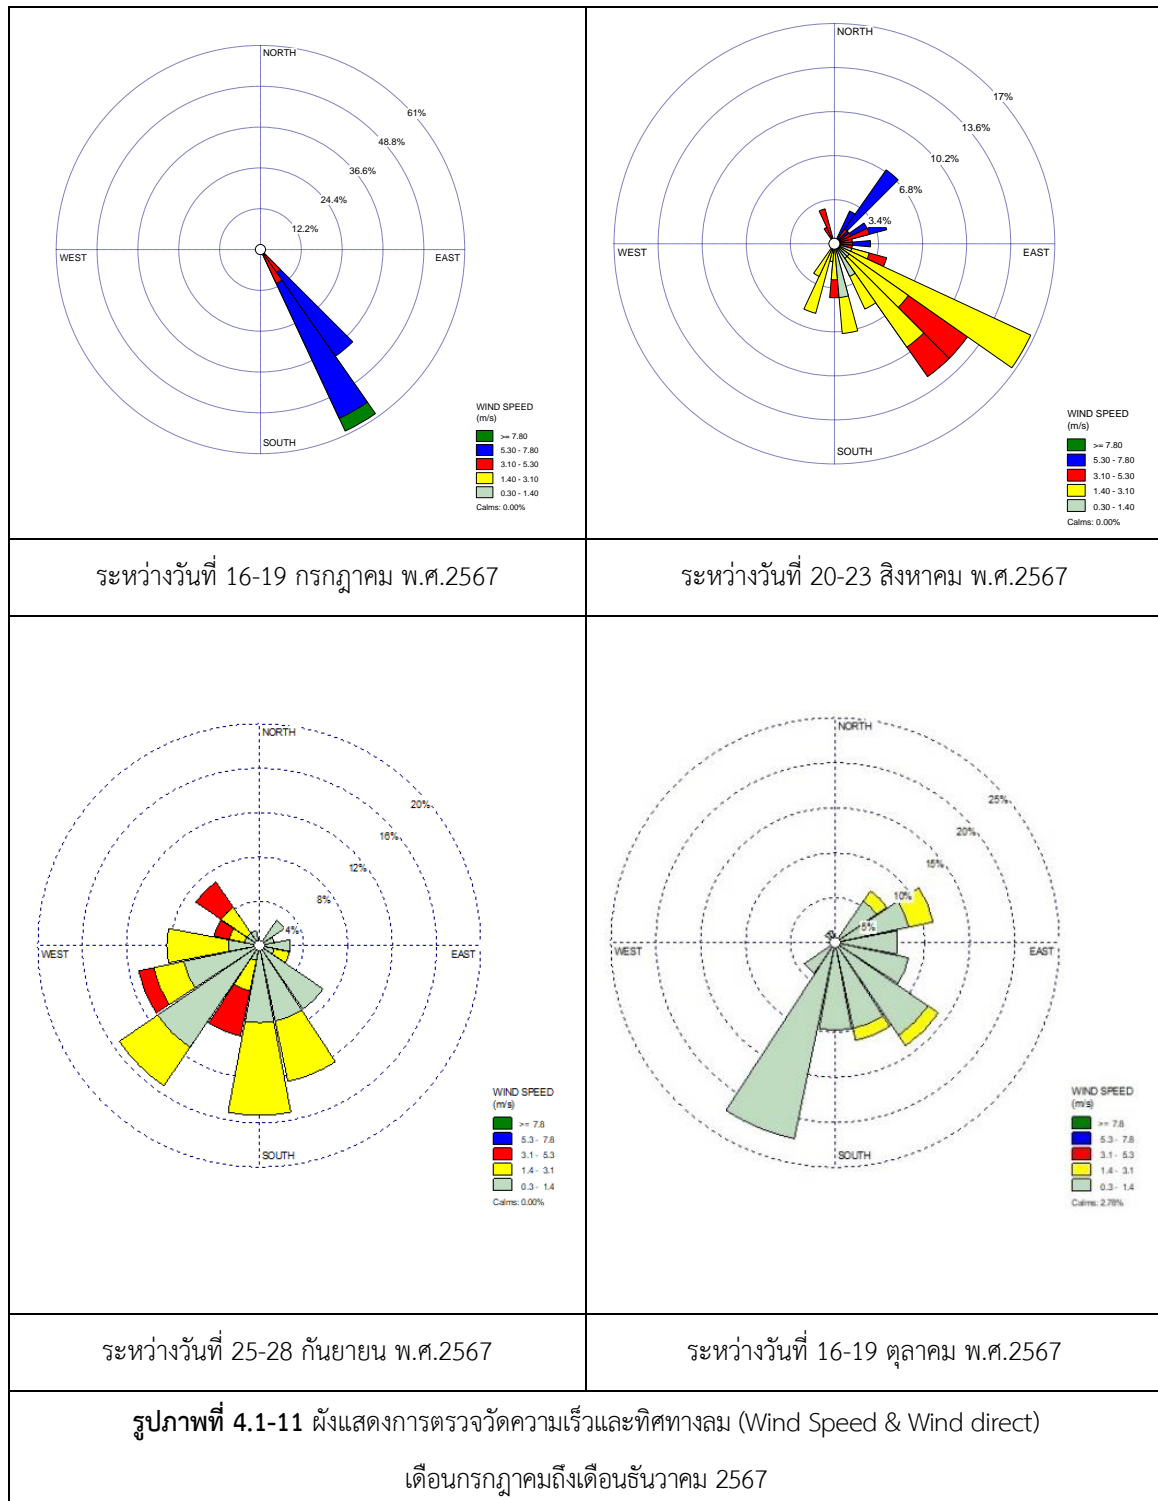 NORTH
61%
48.8%
36.6%
24.4%
12.2%
WEST
EAST
SOUTH
WIND SPEED
(m/s)
>= 7.80
5.30 - 7.80
3.10 - 5.30
1.40 - 3.10
0.30 - 1.40
Calms: 0.00%
NORTH
17%
13.6%
10.2%
6.8%
3.4%
WEST
EAST
SOUTH
WIND SPEED
(m/s)
>= 7.80
5.30 - 7.80
3.10 - 5.30
1.40 - 3.10
0.30 - 1.40
Calms: 0.00%
ระหว่างวันที่ 16-19 กรกฎาคม พ.ศ.2567
ระหว่างวันที่ 20-23 สิงหาคม พ.ศ.2567
NORTH
20%
16%
12%
8%
4%
WEST
EAST
SOUTH
WIND SPEED
(m/s)
>= 7.8
5.3 - 7.8
3.1 - 5.3
1.4 - 3.1
0.3 - 1.4
Calms: 0.00%
NORTH
25%
20%
15%
10%
5%
WEST
EAST
SOUTH
WIND SPEED
(m/s)
>= 7.8
5.3 - 7.8
3.1 - 5.3
1.4 - 3.1
0.3 - 1.4
Calms: 2.78%
ระหว่างวันที่ 25-28 กันยายน พ.ศ.2567
ระหว่างวันที่ 16-19 ตุลาคม พ.ศ.2567
รูปภาพที่ 4.1-11 ผังแสดงการตรวจวัดความเร็วและทิศทางลม (Wind Speed & Wind direct)
เดือนกรกฎาคมถึงเดือนธันวาคม 2567